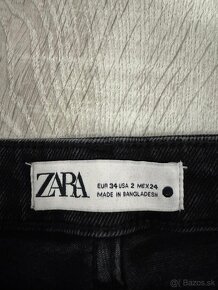 ZARA
EUR 34 USA 2 MEX 24
MADE IN BANGLADESH
Bazos.sk